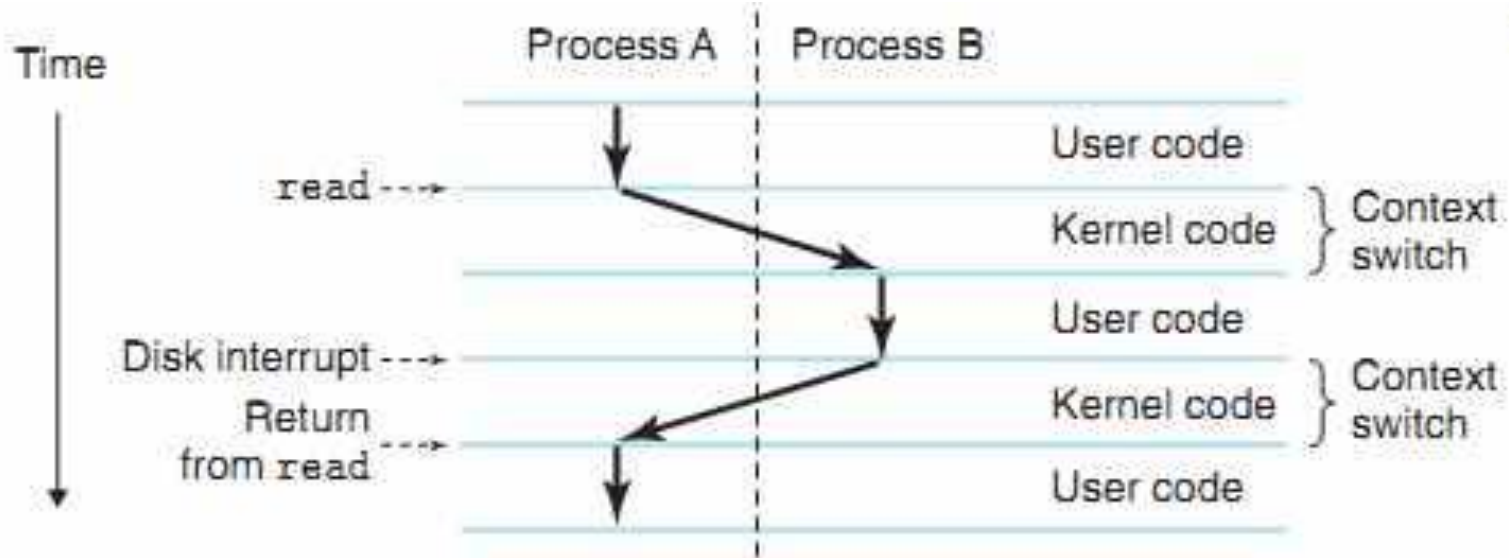 Time
Process A
Process B
User code
read
Kernel code
Context
switch
User code
Disk interrupt
Kernel code
Context
switch
Return
from read
User code